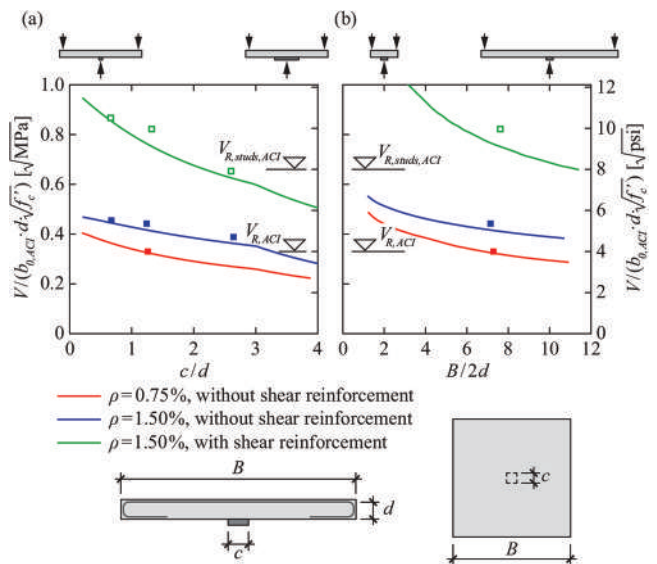 (a)
(b)
V/(b₀,ACI·d·√f'c) [√MPa]
1.0
0.8
0.6
0.4
0.2
0
V_R,studs,ACI
V_R,ACI
0 1 2 3 4
c/d
V_R,studs,ACI
V_R,ACI
0 2 4 6 8 10 12
B/2d
12
10
8
6
4
2
0
V/(b₀,ACI·d·√f'c) [√psi]
ρ=0.75%, without shear reinforcement
ρ=1.50%, without shear reinforcement
ρ=1.50%, with shear reinforcement
B
d
c
c
B